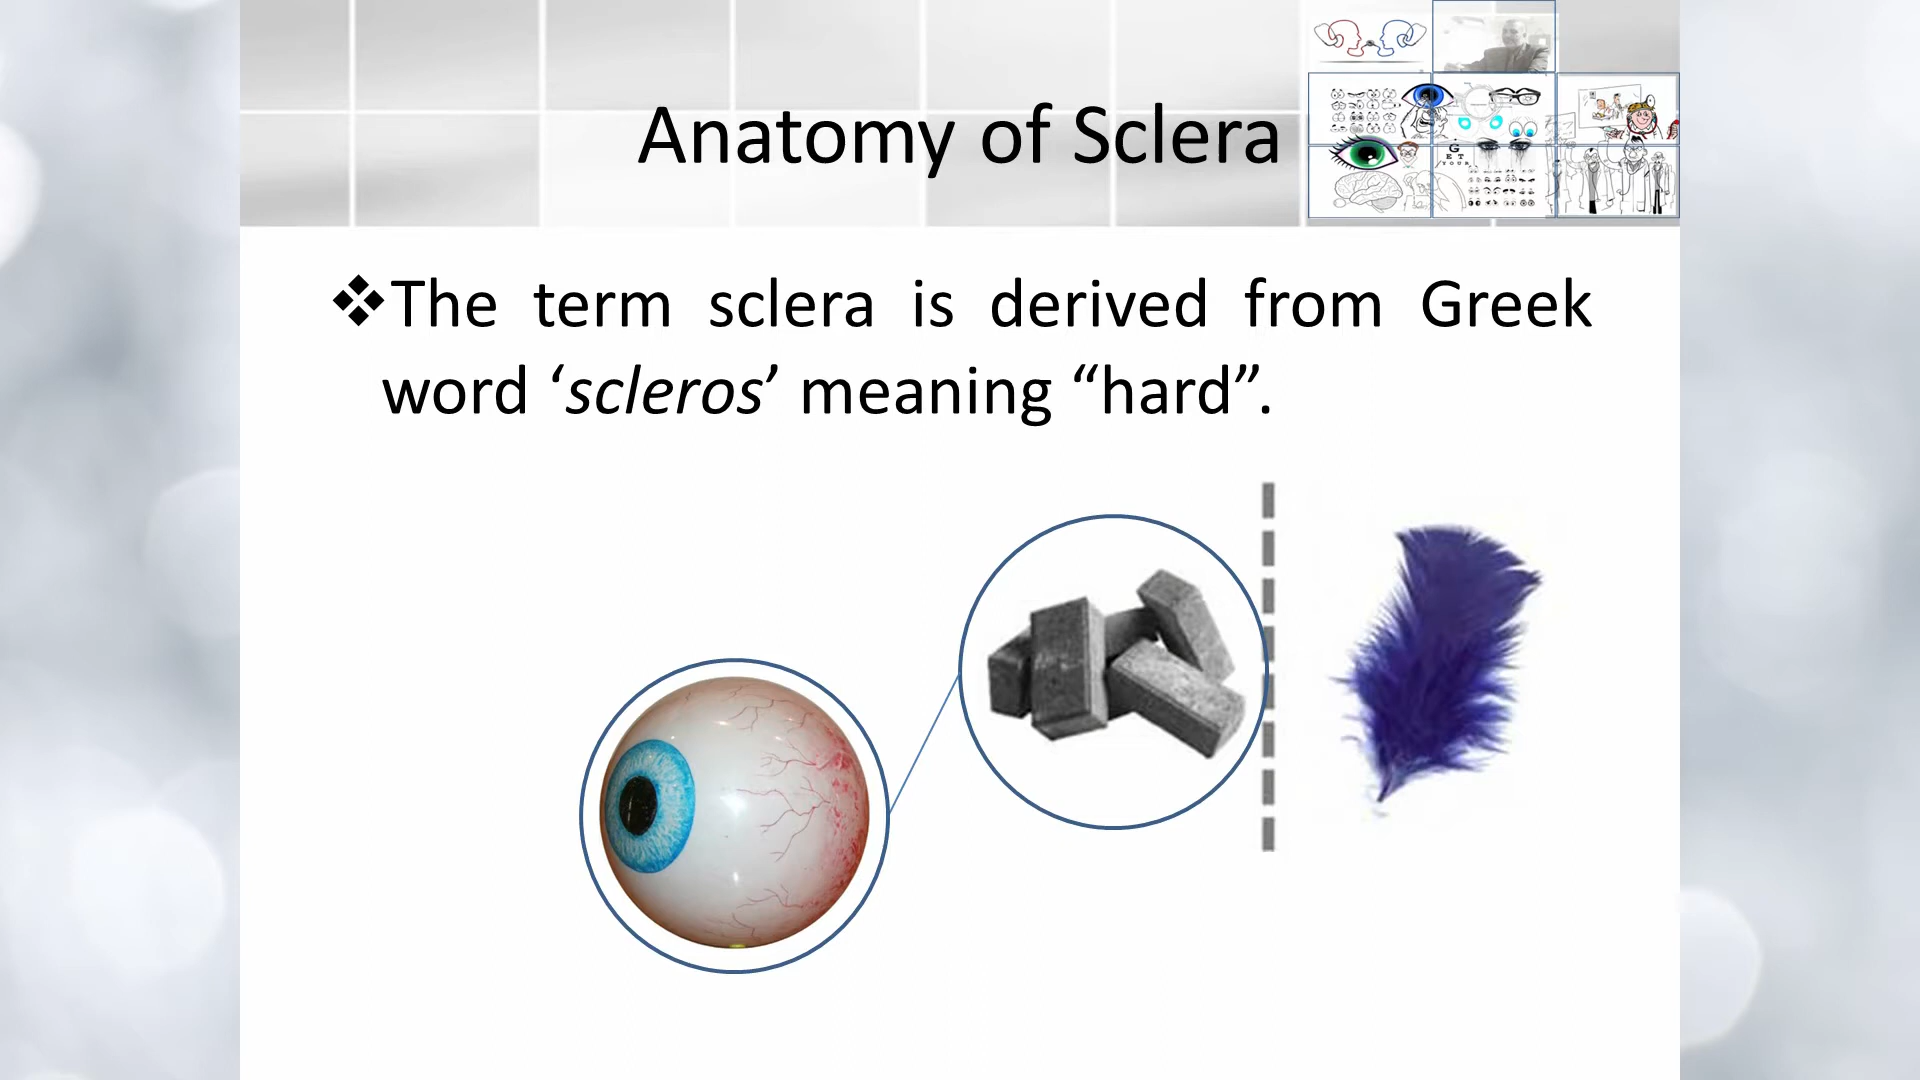 Anatomy of Sclera
❖The term sclera is derived from Greek
word ‘scleros’ meaning “hard”.
G
E T
Y O U R